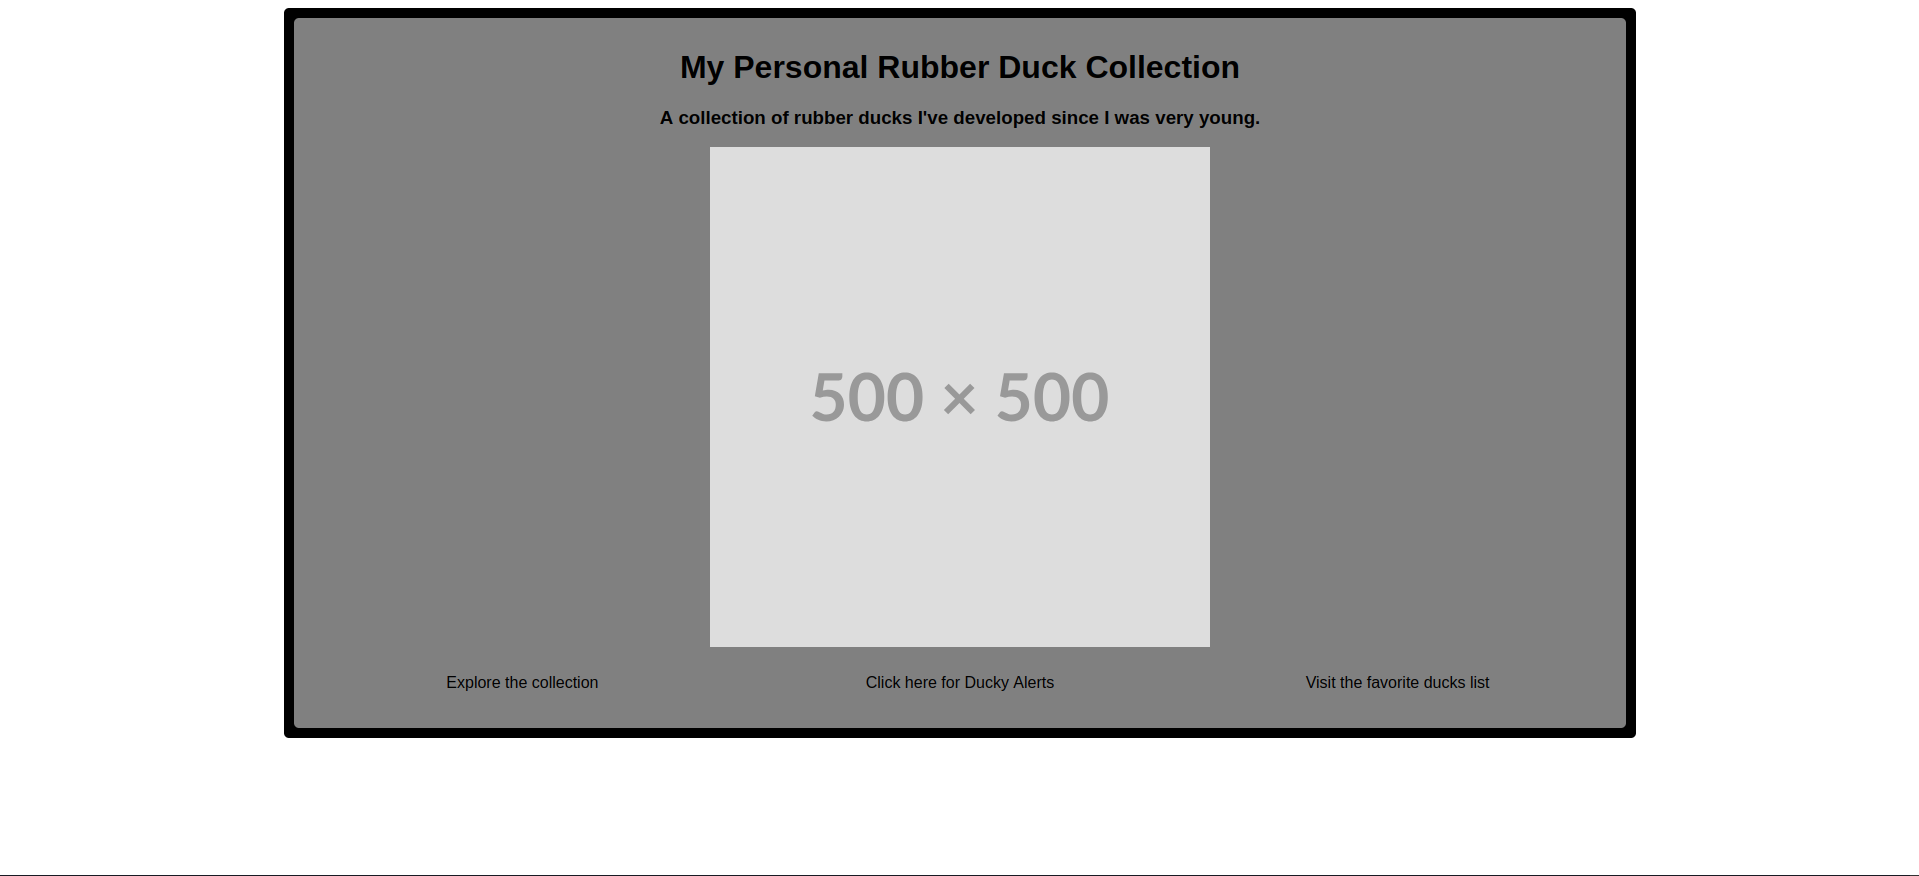 My Personal Rubber Duck Collection
A collection of rubber ducks I've developed since I was very young.
500 × 500
Explore the collection
Click here for Ducky Alerts
Visit the favorite ducks list